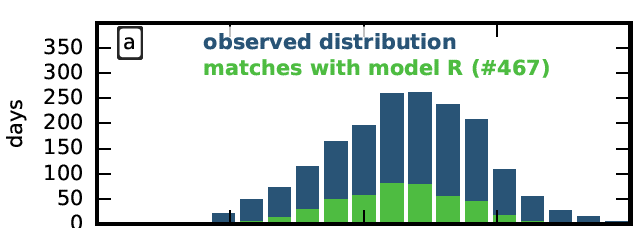 a
observed distribution
matches with model R (#467)
days
350
300
250
200
150
100
50
0